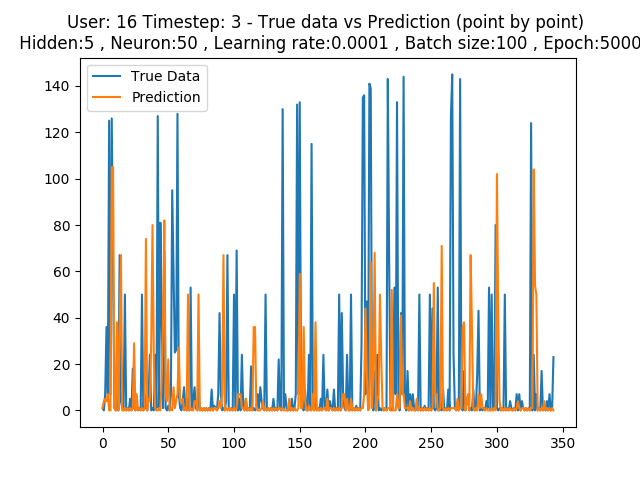 User: 16 Timestep: 3 - True data vs Prediction (point by point)
Hidden:5 , Neuron:50 , Learning rate:0.0001 , Batch size:100 , Epoch:5000
True Data
Prediction
140
120
100
80
60
40
20
0
0 50 100 150 200 250 300 350